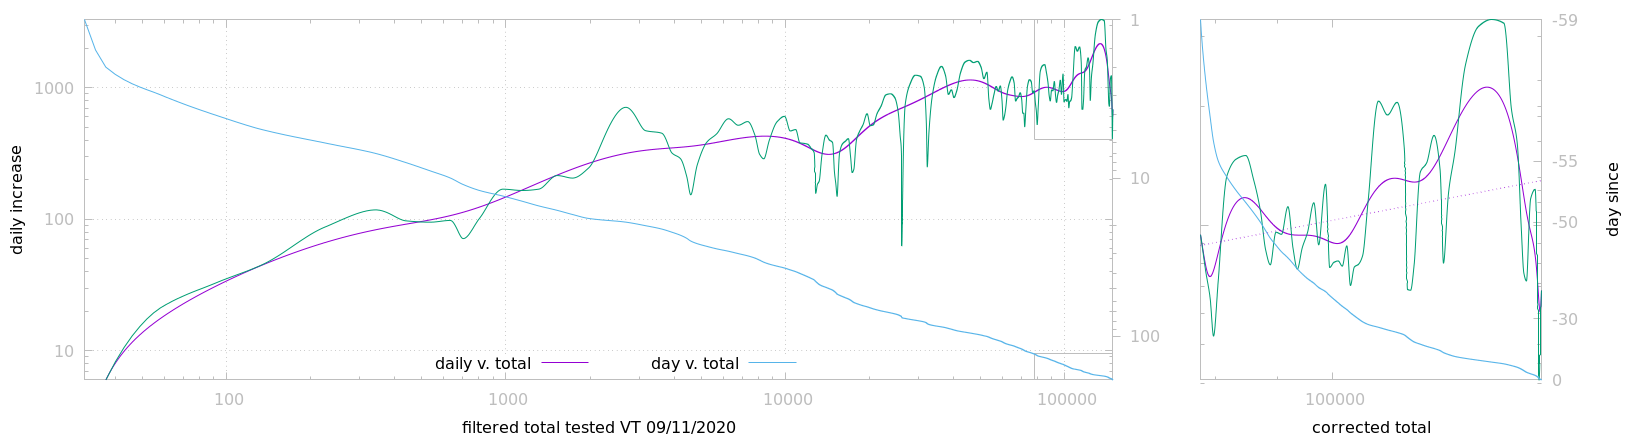 daily increase
1000
100
10
daily v. total
day v. total
100
1000
10000
100000
filtered total tested VT 09/11/2020
1
10
100
100000
corrected total
-59
-55
-50
-30
0
day since